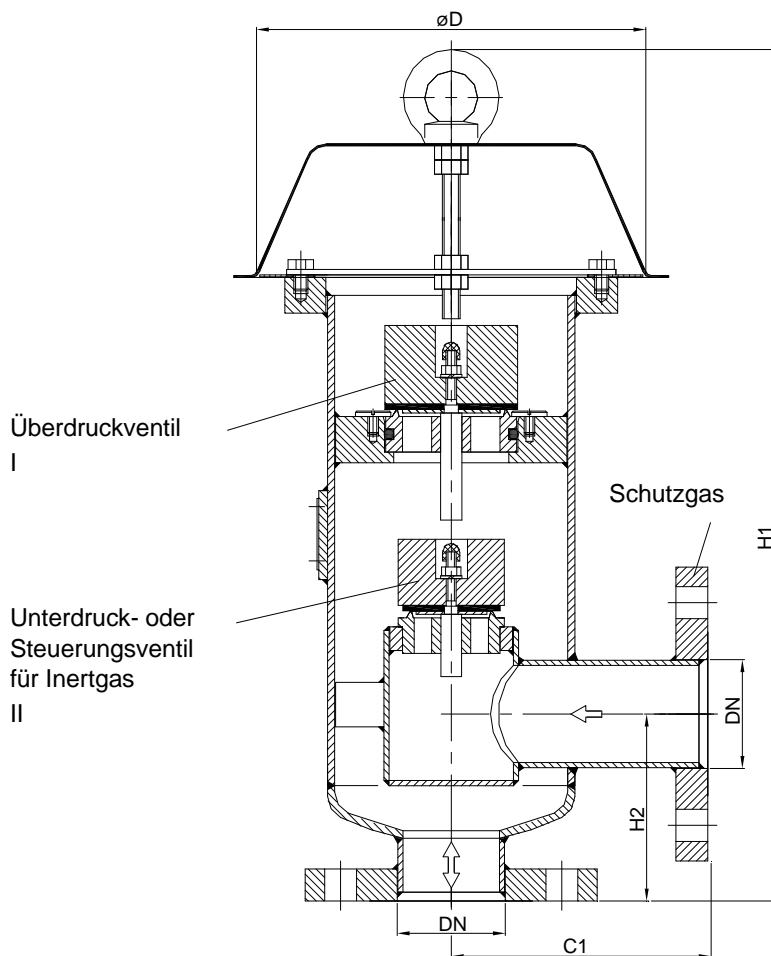 øD
Überdruckventil
I
Schutzgas
H1
Unterdruck- oder
Steuerungsventil
für Inertgas
II
DN
H2
DN
C1